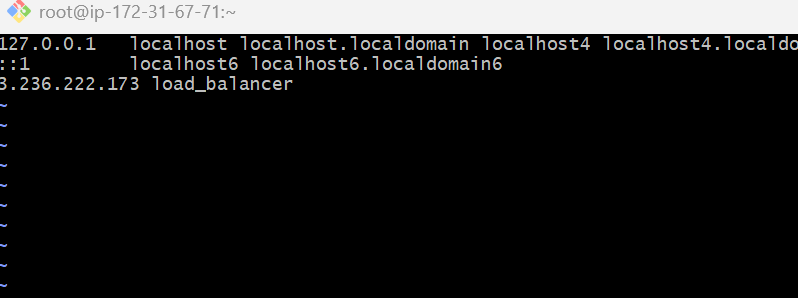 root@ip-172-31-67-71:~
127.0.0.1   localhost localhost.localdomain localhost4 localhost4.localdo
::1         localhost6 localhost6.localdomain6
3.236.222.173 load_balancer
~
~
~
~
~
~
~
~
~
~